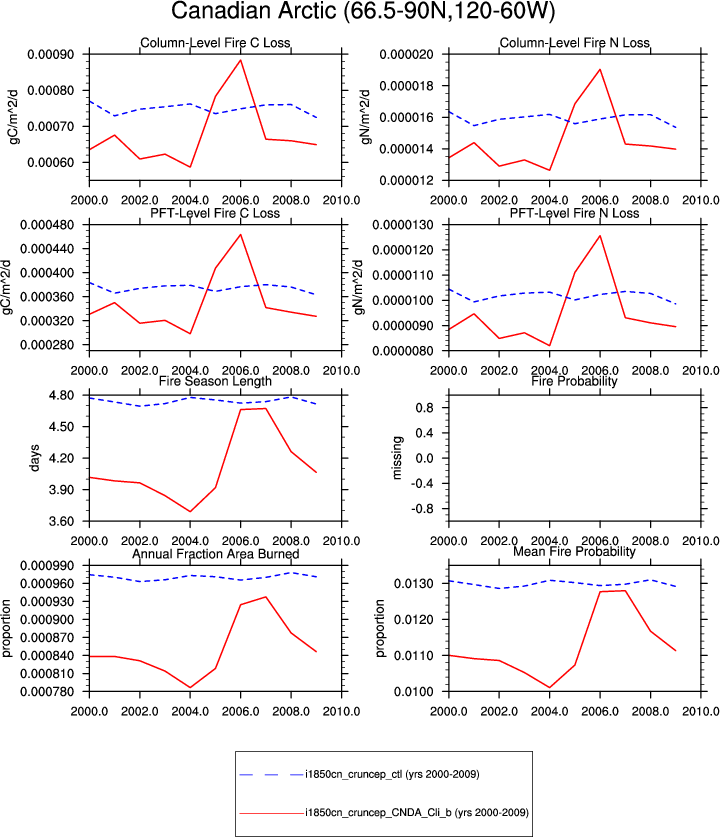 Canadian Arctic (66.5-90N,120-60W)
Column-Level Fire C Loss
gC/m^2/d
0.00090
0.00080
0.00070
0.00060
2000.0 2002.0 2004.0 2006.0 2008.0 2010.0
Column-Level Fire N Loss
gN/m^2/d
0.000020
0.000018
0.000016
0.000014
0.000012
2000.0 2002.0 2004.0 2006.0 2008.0 2010.0
PFT-Level Fire C Loss
gC/m^2/d
0.000480
0.000440
0.000400
0.000360
0.000320
0.000280
2000.0 2002.0 2004.0 2006.0 2008.0 2010.0
PFT-Level Fire N Loss
gN/m^2/d
0.0000130
0.0000120
0.0000110
0.0000100
0.0000090
0.0000080
2000.0 2002.0 2004.0 2006.0 2008.0 2010.0
Fire Season Length
days
4.80
4.50
4.20
3.90
3.60
2000.0 2002.0 2004.0 2006.0 2008.0 2010.0
Fire Probability
missing
0.8
0.4
0.0
-0.4
-0.8
2000.0 2002.0 2004.0 2006.0 2008.0 2010.0
Annual Fraction Area Burned
proportion
0.000990
0.000960
0.000930
0.000900
0.000870
0.000840
0.000810
0.000780
2000.0 2002.0 2004.0 2006.0 2008.0 2010.0
Mean Fire Probability
proportion
0.0130
0.0120
0.0110
0.0100
2000.0 2002.0 2004.0 2006.0 2008.0 2010.0
i1850cn_cruncep_ctl (yrs 2000-2009)
i1850cn_cruncep_CNDA_Cli_b (yrs 2000-2009)